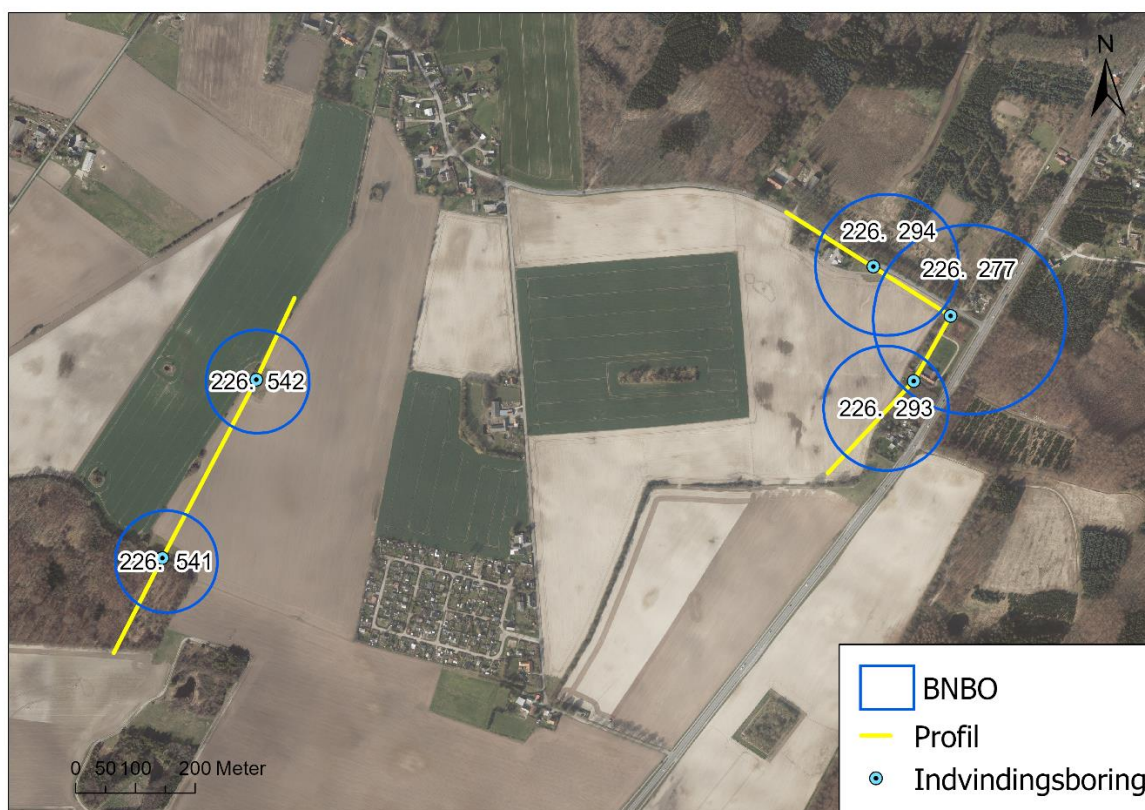 N
226. 294
226. 277
226. 542
226. 293
226. 541
BNBO
Profil
Indvindingsboring
0 50 100 200 Meter